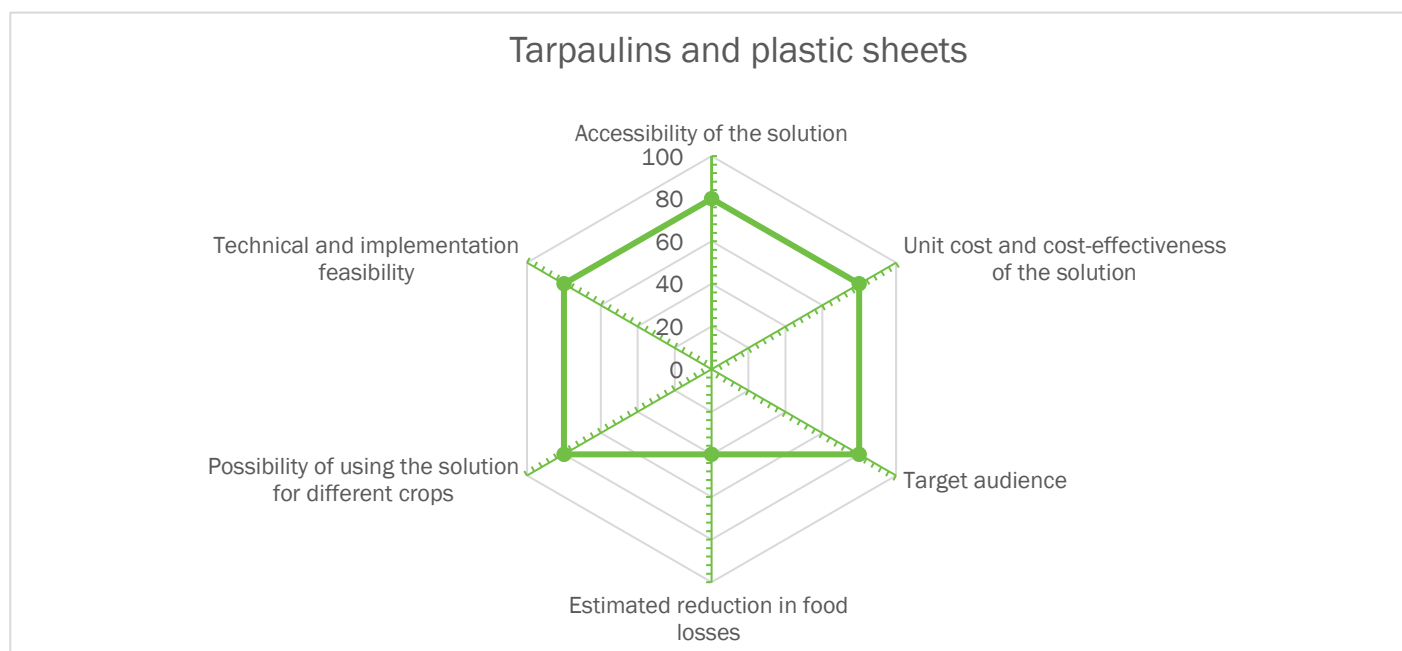 Tarpaulins and plastic sheets
Accessibility of the solution
100
80
60
40
20
0
Unit cost and cost-effectiveness
of the solution
Target audience
Estimated reduction in food
losses
Possibility of using the solution
for different crops
Technical and implementation
feasibility